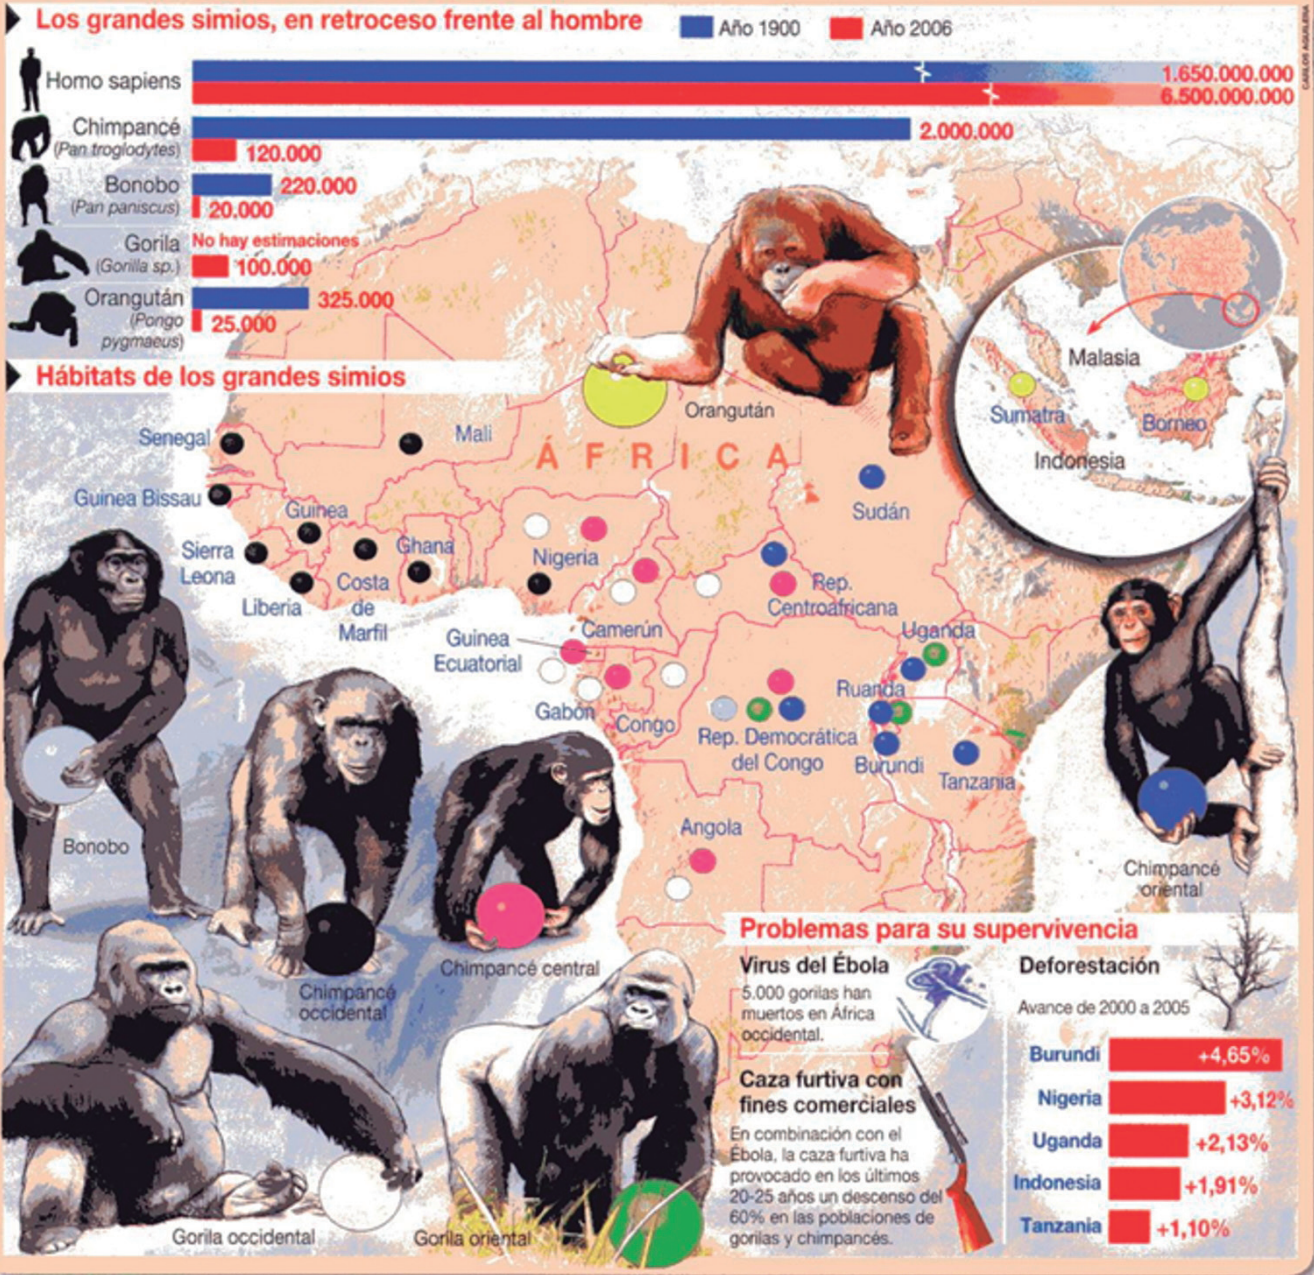 Los grandes simios, en retroceso frente al hombre
Año 1900
Año 2006
CARLOS AGUILERA
Homo sapiens
1.650.000.000
6.500.000.000
Chimpancé
(Pan troglodytes)
2.000.000
120.000
Bonobo
(Pan paniscus)
220.000
20.000
Gorila
(Gorilla sp.)
No hay estimaciones
100.000
Orangután
(Pongo
pygmaeus)
325.000
25.000
Hábitats de los grandes simios
Orangután
Malasia
Sumatra
Borneo
Indonesia
ÁFRICA
Senegal
Mali
Guinea Bissau
Guinea
Sierra
Leona
Liberia
Costa
de
Marfil
Ghana
Nigeria
Sudán
Camerún
Rep.
Centroafricana
Guinea
Ecuatorial
Gabón
Congo
Uganda
Ruanda
Rep. Democrática
del Congo
Burundi
Tanzania
Angola
Bonobo
Chimpancé
occidental
Chimpancé central
Chimpancé
oriental
Gorila occidental
Gorila oriental
Problemas para su supervivencia
Virus del Ébola
5.000 gorilas han
muertos en África
occidental.
Caza furtiva con
fines comerciales
En combinación con el
Ébola, la caza furtiva ha
provocado en los últimos
20-25 años un descenso del
60% en las poblaciones de
gorilas y chimpancés.
Deforestación
Avance de 2000 a 2005
Burundi +4,65%
Nigeria +3,12%
Uganda +2,13%
Indonesia +1,91%
Tanzania +1,10%